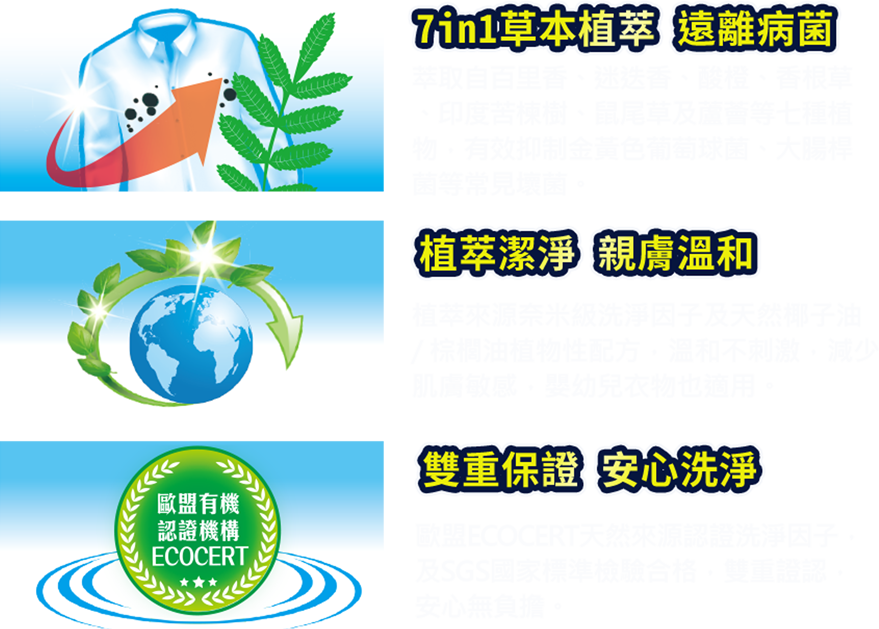 7in1草本植萃 遠離病菌
萃取自百里香、迷迭香、酸橙、香根草
、印度苦楝樹、鼠尾草及蘆薈等七種植
物，有效抑制金黃色葡萄球菌、大腸桿
菌等常見壞菌。
植萃潔淨 親膚溫和
植萃來源奈米級洗淨因子及天然椰子油
/ 棕櫚油植物性配方，溫和不刺激，減少
肌膚敏感，嬰幼兒衣物也適用。
歐盟有機
認證機構
ECOCERT
雙重保證 安心洗淨
歐盟ECOCERT天然來源認證洗淨因子，
及SGS國家標準檢驗合格，雙重證認，
安心無負擔。